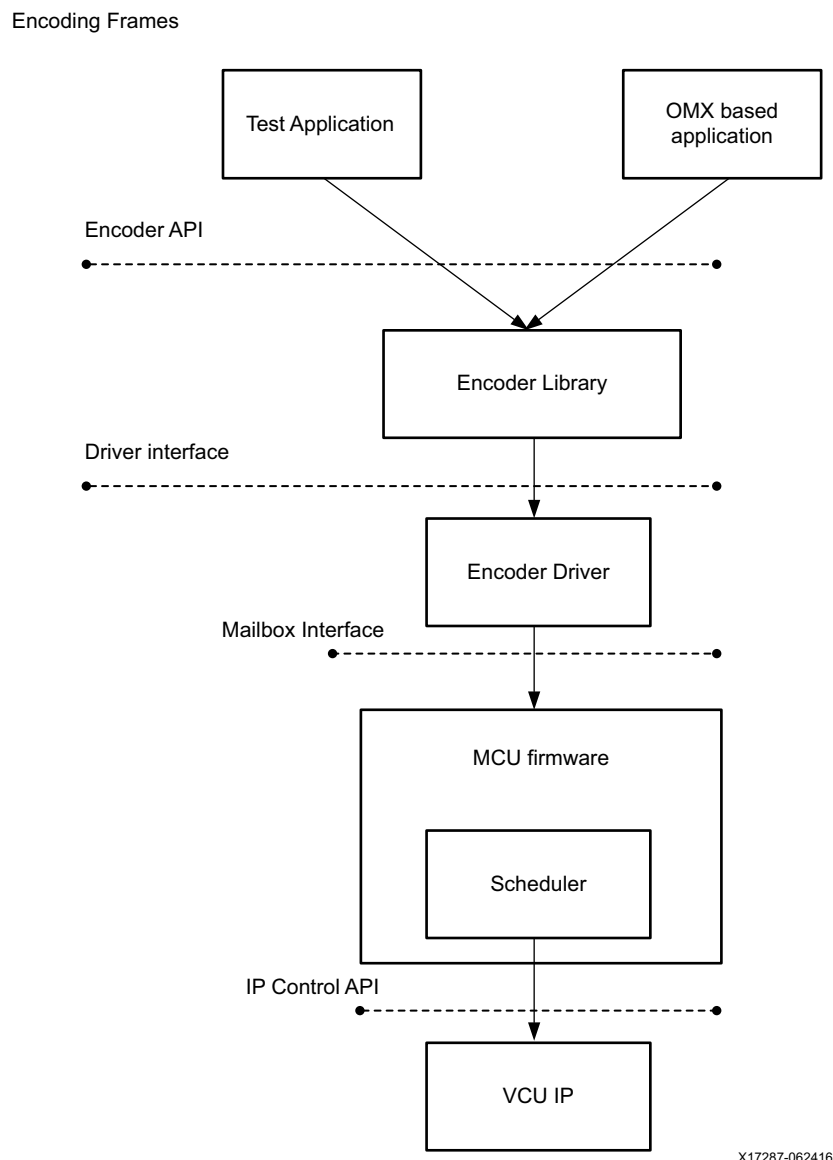 Encoding Frames
Test Application
OMX based
application
Encoder API
Encoder Library
Driver interface
Encoder Driver
Mailbox Interface
MCU firmware
Scheduler
IP Control API
VCU IP
X17287-062416